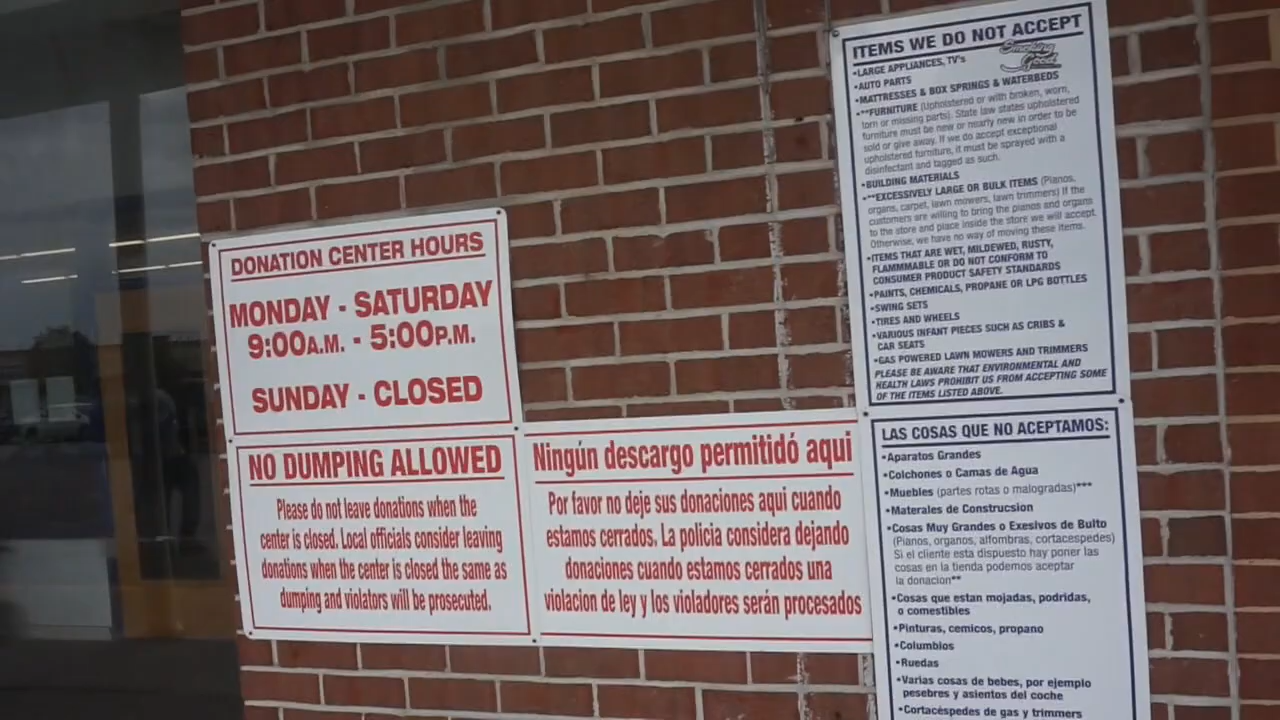 DONATION CENTER HOURS
MONDAY - SATURDAY
9:00A.M. - 5:00P.M.
SUNDAY - CLOSED
NO DUMPING ALLOWED
Please do not leave donations when the
center is closed. Local officials consider leaving
donations when the center is closed the same as
dumping and violators will be prosecuted.
Ningún descargo permitidó aqui
Por favor no deje sus donaciones aqui cuando
estamos cerrados. La policia considera dejando
donaciones cuando estamos cerrados una
violacion de ley y los violadores serán procesados
ITEMS WE DO NOT ACCEPT
Smoking Good
•LARGE APPLIANCES, TV's
•AUTO PARTS
•MATTRESSES & BOX SPRINGS & WATERBEDS
•**FURNITURE (Upholstered or with broken, worn,
torn or missing parts). State law states upholstered
furniture must be new or nearly new in order to be
sold or give away. If we do accept exceptional
upholstered furniture, it must be sprayed with a
disinfectant and tagged as such.
•BUILDING MATERIALS
•**EXCESSIVELY LARGE OR BULK ITEMS (Pianos,
organs, carpet, lawn mowers, lawn trimmers) If the
customers are willing to bring the pianos and organs
to the store and place inside the store we will accept.
Otherwise, we have no way of moving these items.
•ITEMS THAT ARE WET, MILDEWED, RUSTY,
FLAMMMABLE OR DO NOT CONFORM TO
CONSUMER PRODUCT SAFETY STANDARDS
•PAINTS, CHEMICALS, PROPANE OR LPG BOTTLES
•SWING SETS
•TIRES AND WHEELS
•VARIOUS INFANT PIECES SUCH AS CRIBS &
CAR SEATS
•GAS POWERED LAWN MOWERS AND TRIMMERS
PLEASE BE AWARE THAT ENVIRONMENTAL AND
HEALTH LAWS PROHIBIT US FROM ACCEPTING SOME
OF THE ITEMS LISTED ABOVE.
LAS COSAS QUE NO ACEPTAMOS:
•Aparatos Grandes
•Colchones o Camas de Agua
•Muebles (partes rotas o malogradas)***
•Materales de Construcsion
•Cosas Muy Grandes o Exesivos de Bulto
(Pianos, organos, alfombras, cortacespedes)
Si el cliente esta dispuesto hay poner las
cosas en la tienda podemos aceptar
la donacion**
•Cosas que estan mojadas, podridas,
o comestibles
•Pinturas, cemicos, propano
•Columbios
•Ruedas
•Varias cosas de bebes, por ejemplo
pesebres y asientos del coche
•Cortacéspedes de gas y trimmers